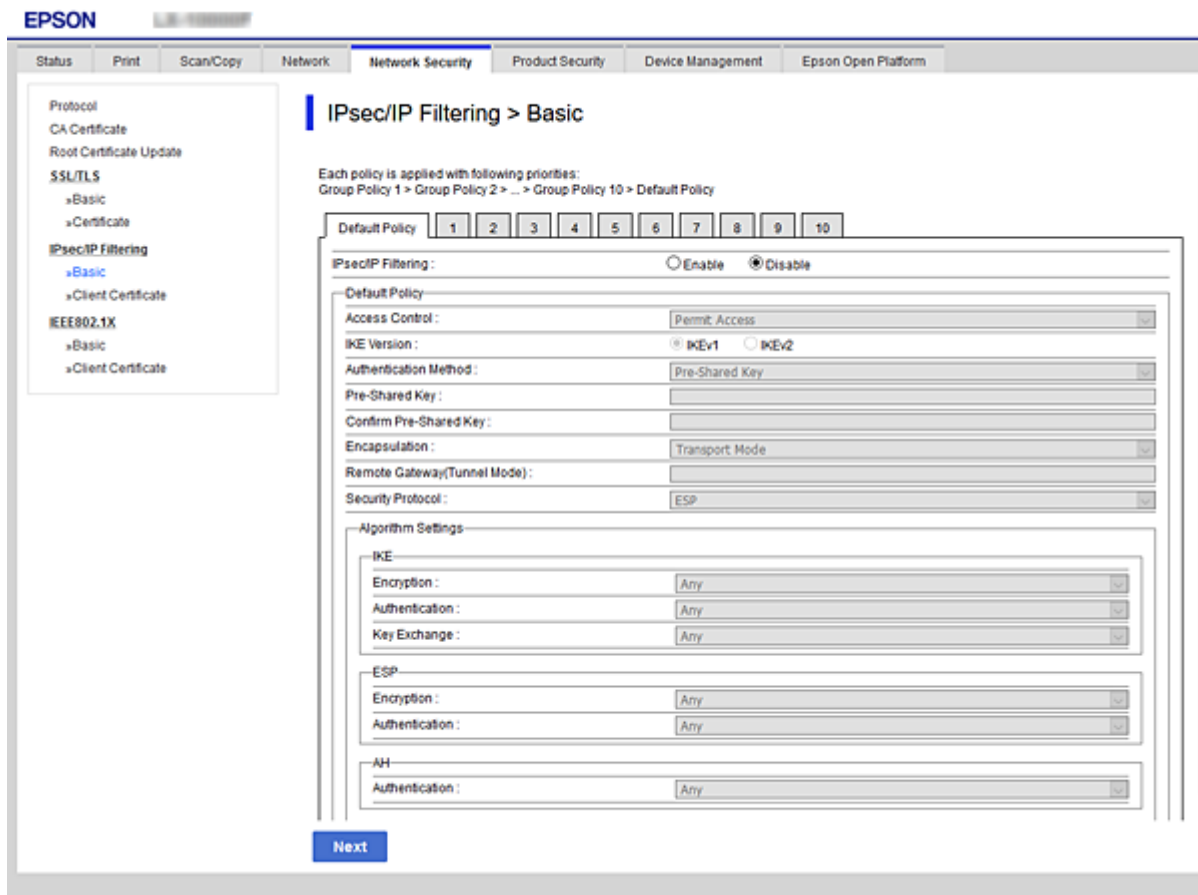 EPSON
Status Print Scan/Copy Network Network Security Product Security Device Management Epson Open Platform
Protocol
CA Certificate
Root Certificate Update
SSL/TLS
»Basic
»Certificate
IPsec/IP Filtering
»Basic
»Client Certificate
IEEE802.1X
»Basic
»Client Certificate
IPsec/IP Filtering > Basic
Each policy is applied with following priorities:
Group Policy 1 > Group Policy 2 > ... > Group Policy 10 > Default Policy
Default Policy 1 2 3 4 5 6 7 8 9 10
IPsec/IP Filtering : Enable Disable
Default Policy
Access Control : Permit Access
IKE Version : IKEv1 IKEv2
Authentication Method : Pre-Shared Key
Pre-Shared Key :
Confirm Pre-Shared Key :
Encapsulation : Transport Mode
Remote Gateway(Tunnel Mode) :
Security Protocol : ESP
Algorithm Settings
IKE
Encryption : Any
Authentication : Any
Key Exchange : Any
ESP
Encryption : Any
Authentication : Any
AH
Authentication : Any
Next